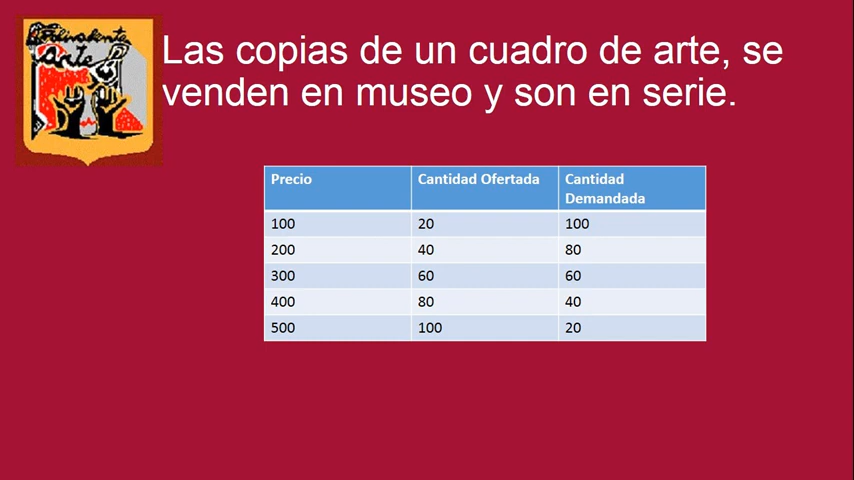 Arte
Las copias de un cuadro de arte, se
venden en museo y son en serie.
Precio Cantidad Ofertada Cantidad
Demandada
100 20 100
200 40 80
300 60 60
400 80 40
500 100 20